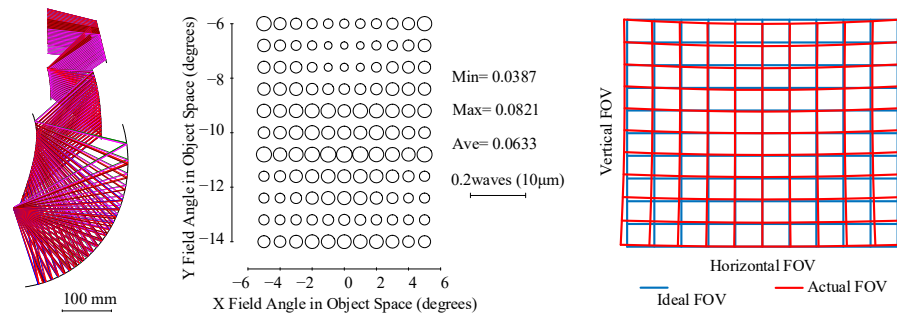 100 mm
Y Field Angle in Object Space (degrees)
−6
−8
−10
−12
−14
−6 −4 −2 0 2 4 6
X Field Angle in Object Space (degrees)
Min= 0.0387
Max= 0.0821
Ave= 0.0633
0.2waves (10μm)
Vertical FOV
Horizontal FOV
Ideal FOV
Actual FOV